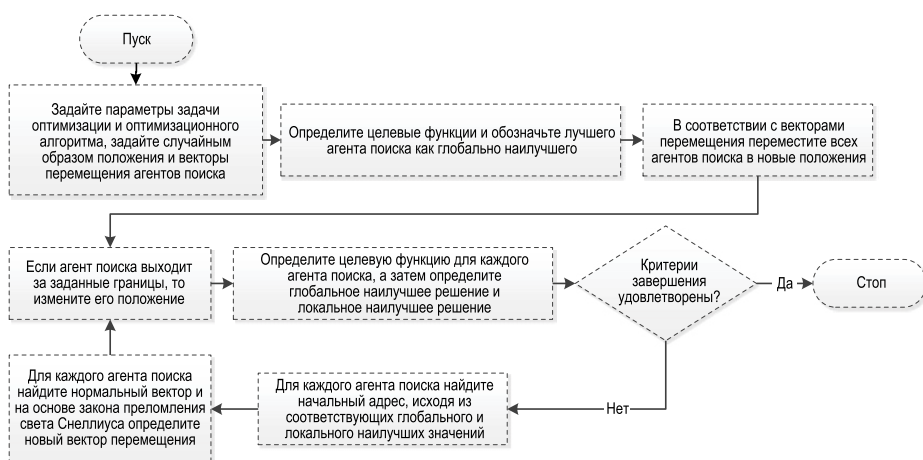 Пуск
Задайте параметры задачи
оптимизации и оптимизационного
алгоритма, задайте случайным
образом положения и векторы
перемещения агентов поиска
Определите целевые функции и обозначьте лучшего
агента поиска как глобально наилучшего
В соответствии с векторами
перемещения переместите всех
агентов поиска в новые положения
Если агент поиска выходит
за заданные границы, то
измените его положение
Определите целевую функцию для каждого
агента поиска, а затем определите
глобальное наилучшее решение и
локальное наилучшее решение
Критерии
завершения
удовлетворены?
Да
Стоп
Нет
Для каждого агента поиска найдите
начальный адрес, исходя из
соответствующих глобального и
локального наилучших значений
Для каждого агента поиска
найдите нормальный вектор и
на основе закона преломления
света Снеллиуса определите
новый вектор перемещения